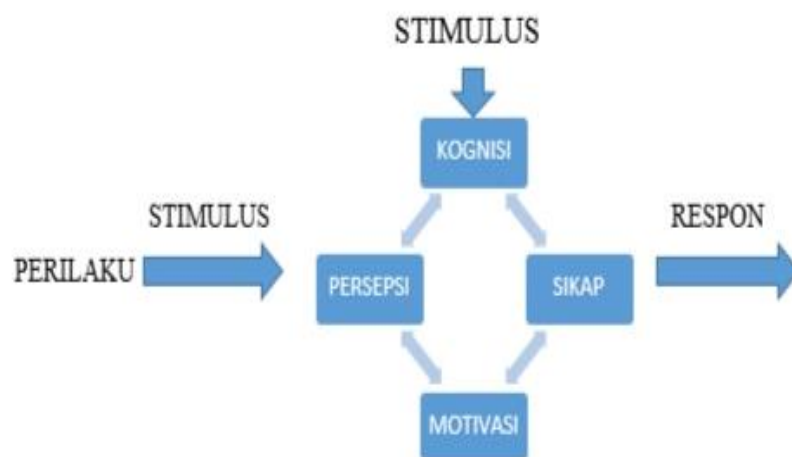 STIMULUS
KOGNISI
STIMULUS
RESPON
PERILAKU
PERSEPSI
SIKAP
MOTIVASI